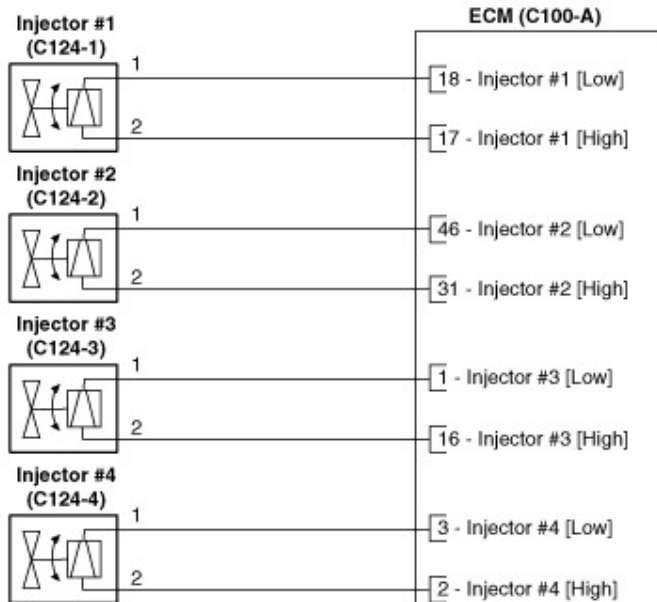 ECM (C100-A)
Injector #1
(C124-1)
1
18 - Injector #1 [Low]
2
17 - Injector #1 [High]
Injector #2
(C124-2)
1
46 - Injector #2 [Low]
2
31 - Injector #2 [High]
Injector #3
(C124-3)
1
1 - Injector #3 [Low]
2
16 - Injector #3 [High]
Injector #4
(C124-4)
1
3 - Injector #4 [Low]
2
2 - Injector #4 [High]